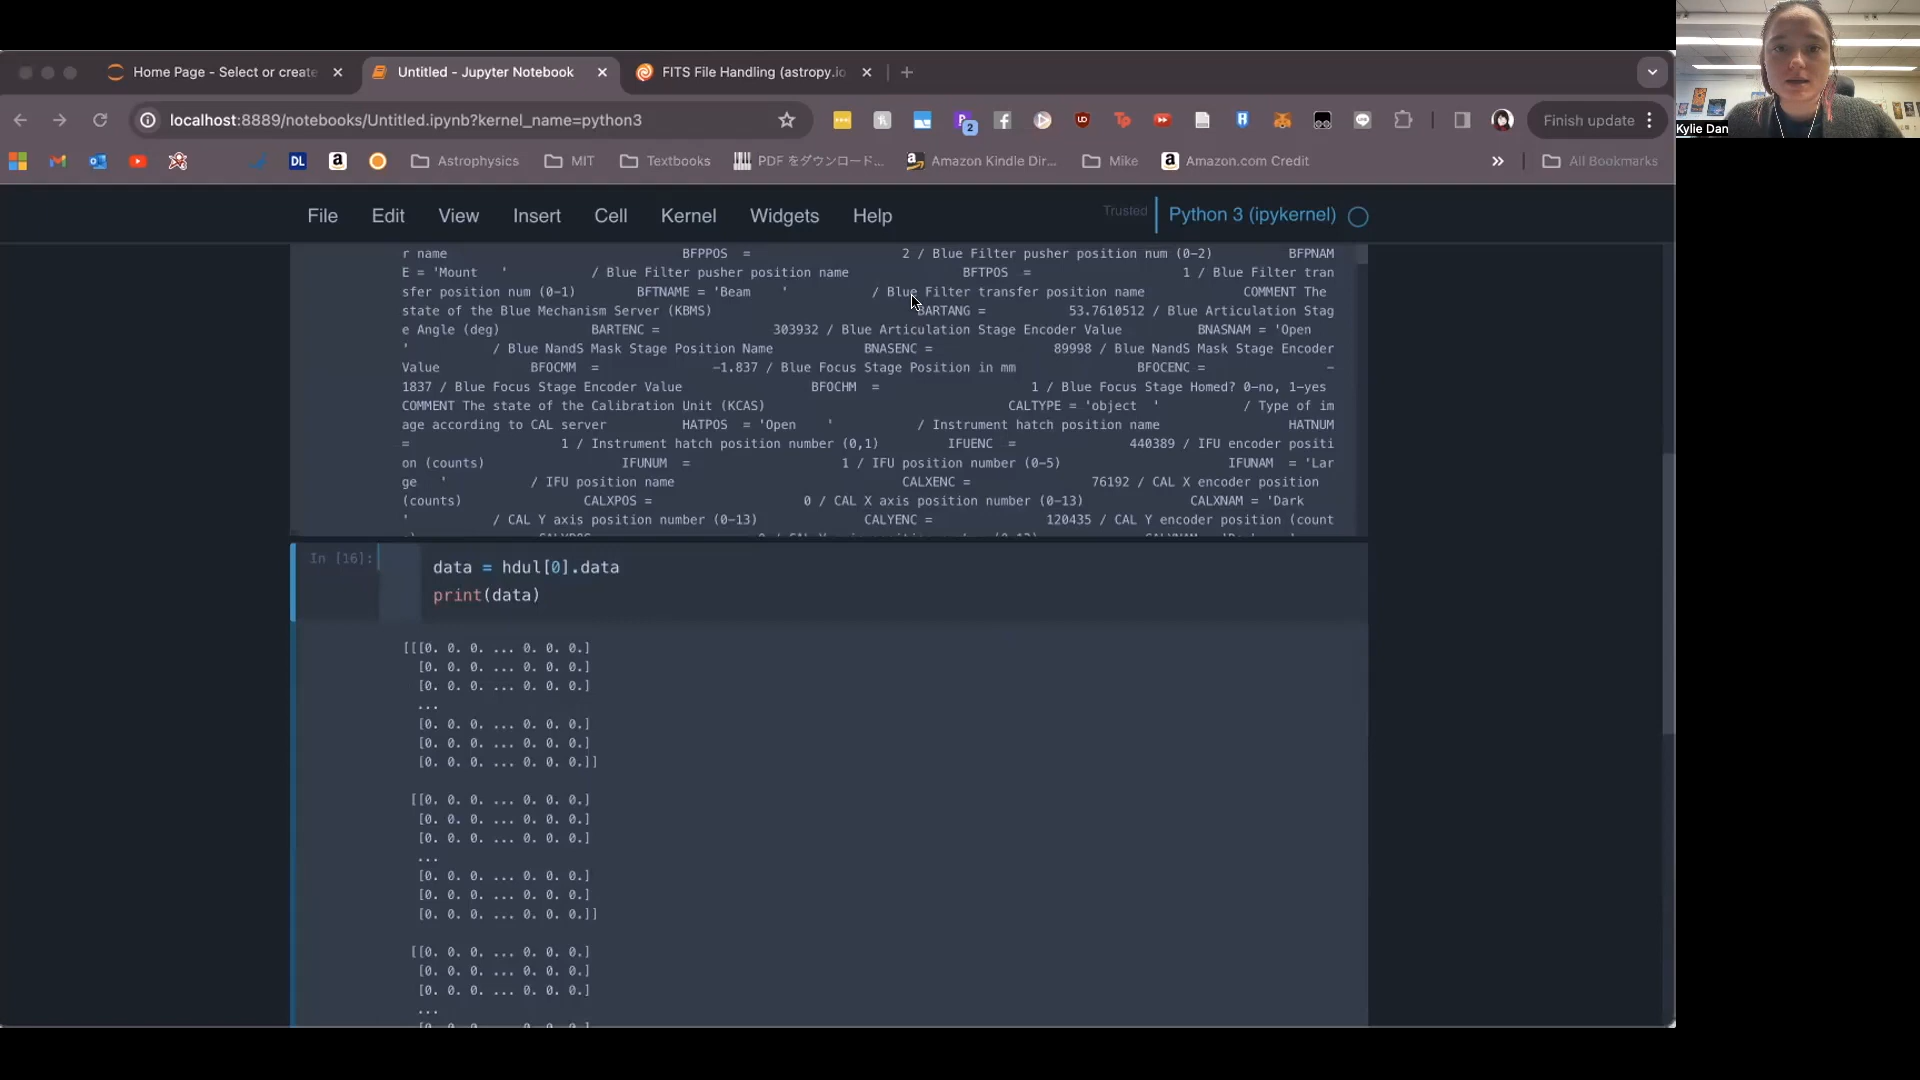 Home Page - Select or create
Untitled - Jupyter Notebook
FITS File Handling (astropy.io
Kylie Dan
localhost:8889/notebooks/Untitled.ipynb?kernel_name=python3
2
Finish update
DL
Astrophysics
MIT
Textbooks
PDF をダウンロード...
Amazon Kindle Dir...
Mike
Amazon.com Credit
All Bookmarks
File Edit View Insert Cell Kernel Widgets Help
Trusted
Python 3 (ipykernel)
r name BFPPOS = 2 / Blue Filter pusher position num (0-2) BFPNAM
E = 'Mount ' / Blue Filter pusher position name BFTPOS = 1 / Blue Filter tran
sfer position num (0-1) BFTNAME = 'Beam ' / Blue Filter transfer position name COMMENT The
state of the Blue Mechanism Server (KBMS) BARTANG = 53.7610512 / Blue Articulation Stag
e Angle (deg) BARTENC = 303932 / Blue Articulation Stage Encoder Value BNASNAM = 'Open
' / Blue NandS Mask Stage Position Name BNASENC = 89998 / Blue NandS Mask Stage Encoder
Value BFOCMM = -1.837 / Blue Focus Stage Position in mm BFOCENC = -
1837 / Blue Focus Stage Encoder Value BFOCHM = 1 / Blue Focus Stage Homed? 0-no, 1-yes
COMMENT The state of the Calibration Unit (KCAS) CALTYPE = 'object ' / Type of im
age according to CAL server HATPOS = 'Open ' / Instrument hatch position name HATNUM
= 1 / Instrument hatch position number (0,1) IFUENC = 440389 / IFU encoder positi
on (counts) IFUNUM = 1 / IFU position number (0-5) IFUNAM = 'Lar
ge ' / IFU position name CALXENC = 76192 / CAL X encoder position
(counts) CALXPOS = 0 / CAL X axis position number (0-13) CALXNAM = 'Dark
' / CAL Y axis position number (0-13) CALYENC = 120435 / CAL Y encoder position (count
In [16]:
data = hdul[0].data
print(data)
[[[0. 0. 0. ... 0. 0. 0.]
[0. 0. 0. ... 0. 0. 0.]
[0. 0. 0. ... 0. 0. 0.]
...
[0. 0. 0. ... 0. 0. 0.]
[0. 0. 0. ... 0. 0. 0.]
[0. 0. 0. ... 0. 0. 0.]]
[[0. 0. 0. ... 0. 0. 0.]
[0. 0. 0. ... 0. 0. 0.]
[0. 0. 0. ... 0. 0. 0.]
...
[0. 0. 0. ... 0. 0. 0.]
[0. 0. 0. ... 0. 0. 0.]
[0. 0. 0. ... 0. 0. 0.]]
[[0. 0. 0. ... 0. 0. 0.]
[0. 0. 0. ... 0. 0. 0.]
[0. 0. 0. ... 0. 0. 0.]
...